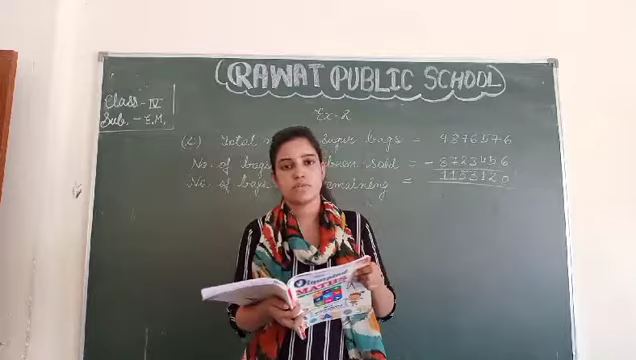 RAWAT PUBLIC SCHOOL
Class - IV
Sub. - E.M.
Ex-2
Total sugar bags - 4876576
No. of bags sold = - 3723456
No. of remaining = 1153120
MATHS